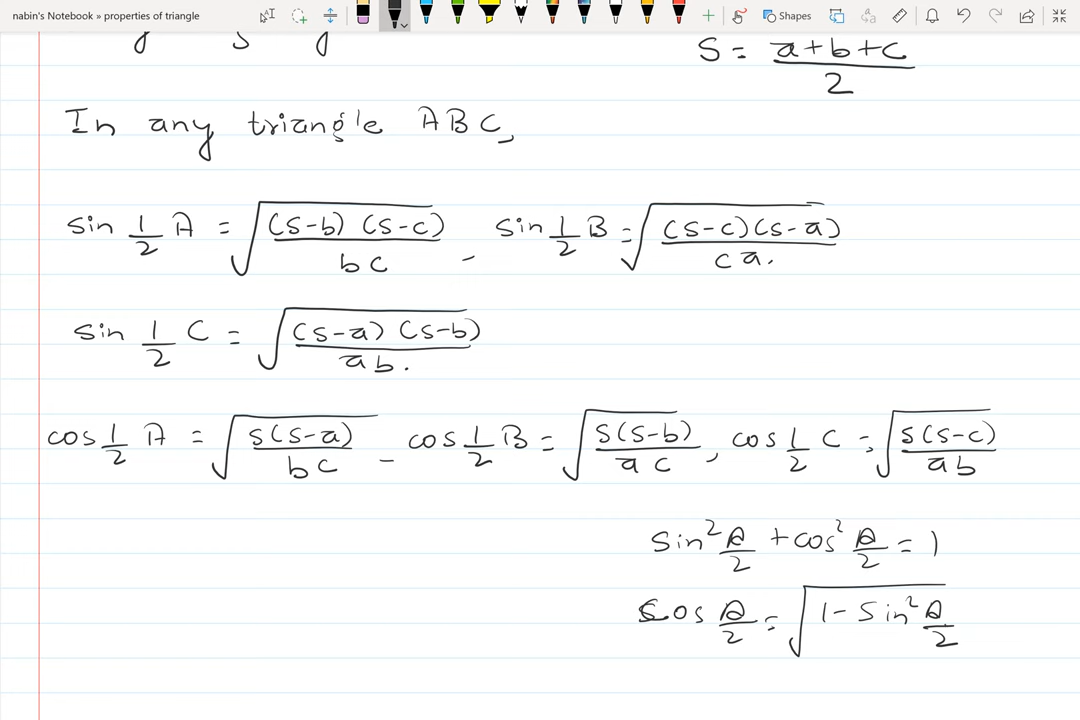 nabin's Notebook » properties of triangle
Shapes
S = (a+b+c)/2
In any triangle ABC,
sin 1/2 A = √((s-b) (s-c)/bc), sin 1/2 B = √((s-c)(s-a)/ca.)
sin 1/2 C = √((s-a) (s-b)/ab.)
cos 1/2 A = √(s(s-a)/bc), cos 1/2 B = √(s(s-b)/ac), cos 1/2 C = √(s(s-c)/ab)
sin² A/2 + cos² A/2 = 1
cos A/2 = √(1 - sin² A/2)